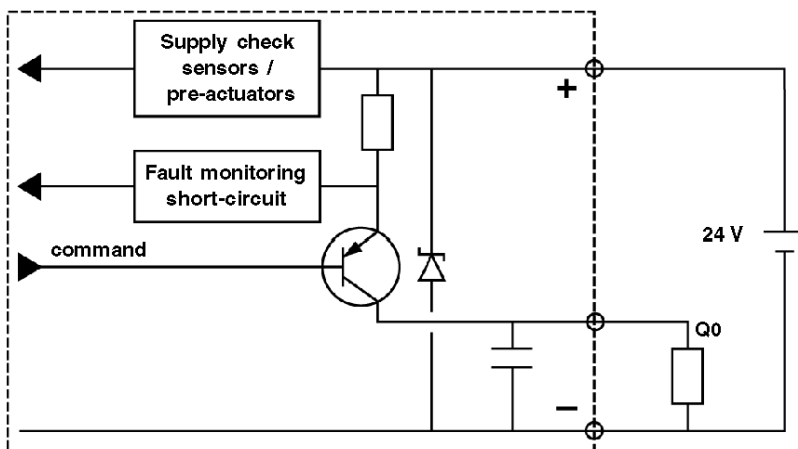 Supply check
sensors /
pre-actuators
+
Fault monitoring
short-circuit
command
24 V
Q0
−